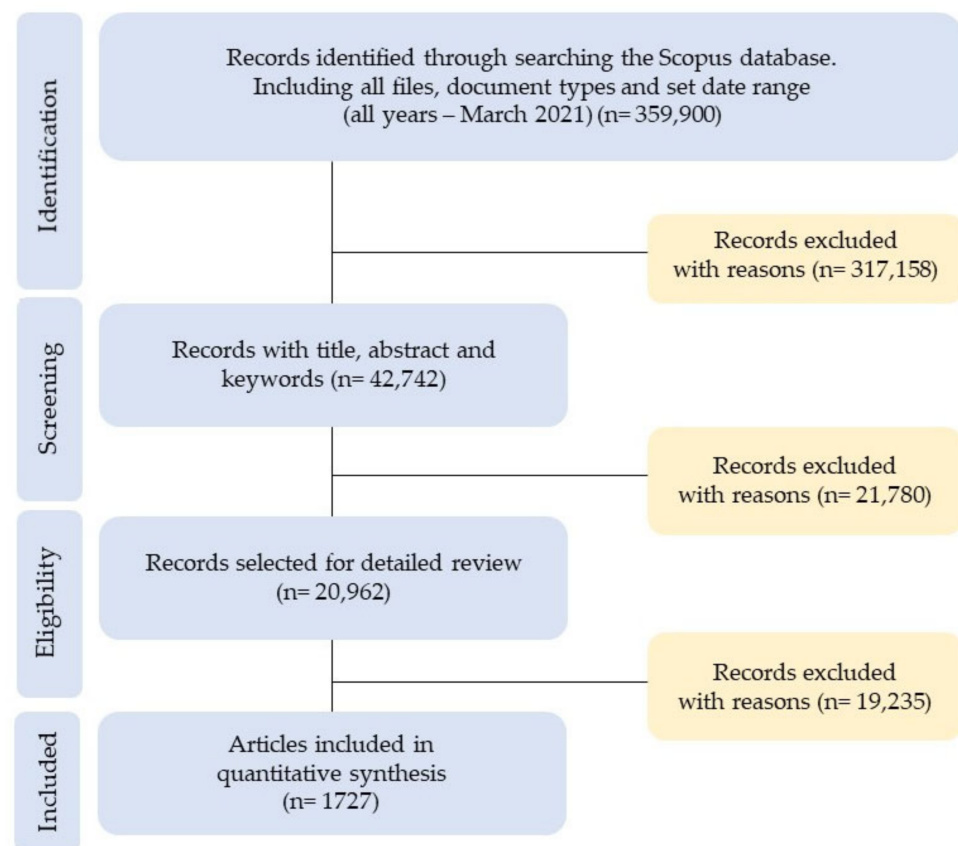 Identification
Records identified through searching the Scopus database.
Including all files, document types and set date range
(all years – March 2021) (n= 359,900)
Records excluded
with reasons (n= 317,158)
Screening
Records with title, abstract and
keywords (n= 42,742)
Records excluded
with reasons (n= 21,780)
Eligibility
Records selected for detailed review
(n= 20,962)
Records excluded
with reasons (n= 19,235)
Included
Articles included in
quantitative synthesis
(n= 1727)